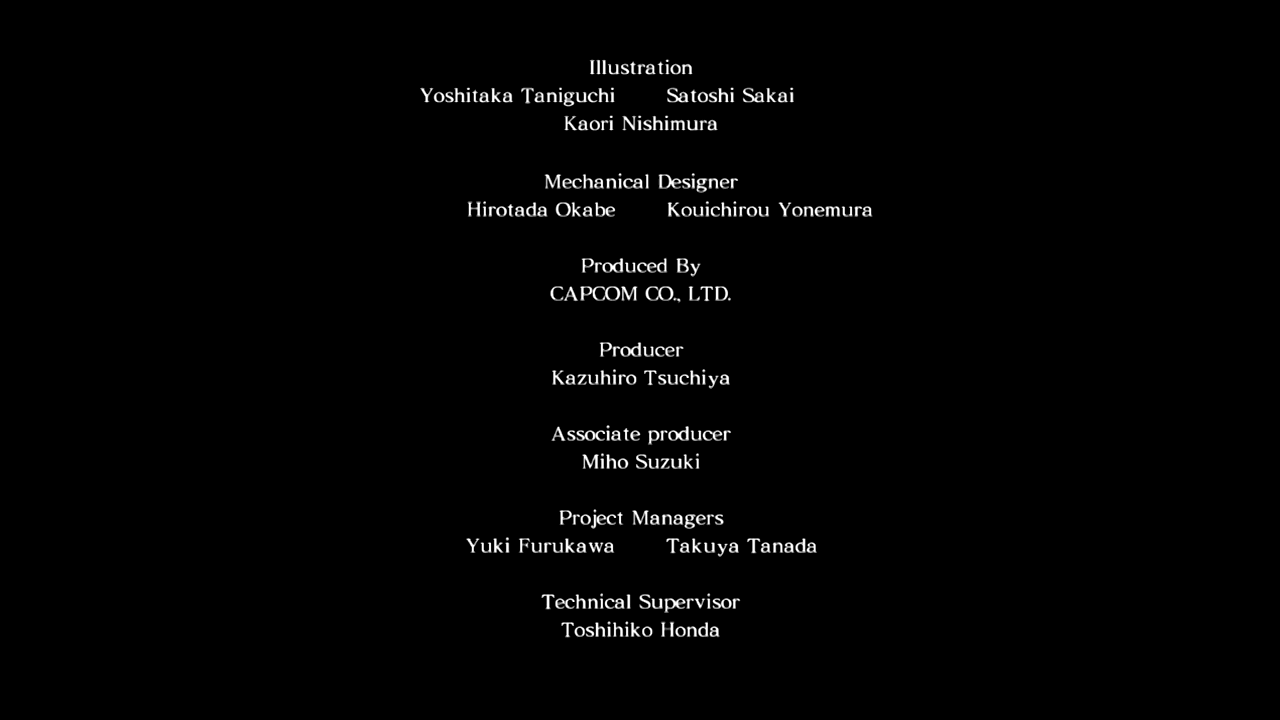 Illustration
Yoshitaka Taniguchi Satoshi Sakai
Kaori Nishimura
Mechanical Designer
Hirotada Okabe Kouichirou Yonemura
Produced By
CAPCOM CO., LTD.
Producer
Kazuhiro Tsuchiya
Associate producer
Miho Suzuki
Project Managers
Yuki Furukawa Takuya Tanada
Technical Supervisor
Toshihiko Honda